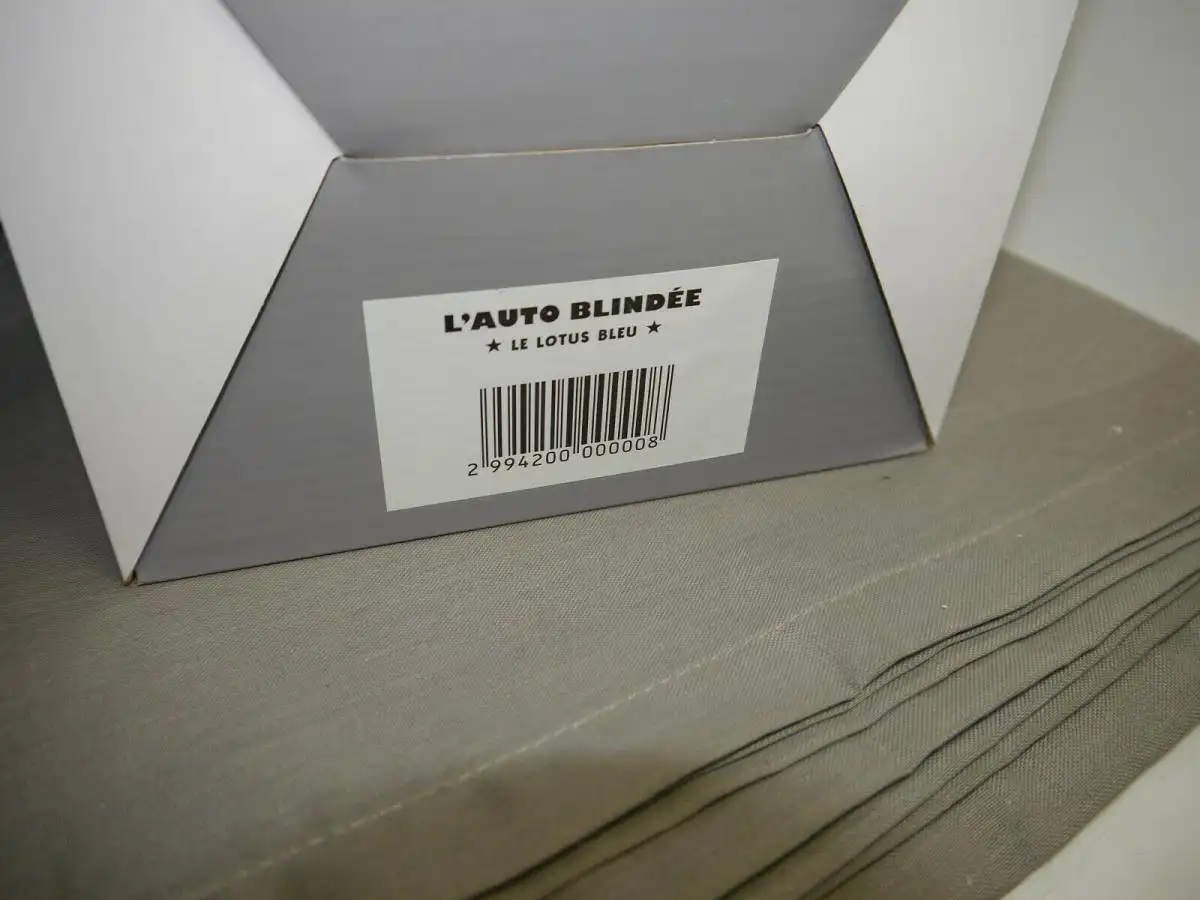 L'AUTO BLINDÉE
★ LE LOTUS BLEU ★
2 994200 000008